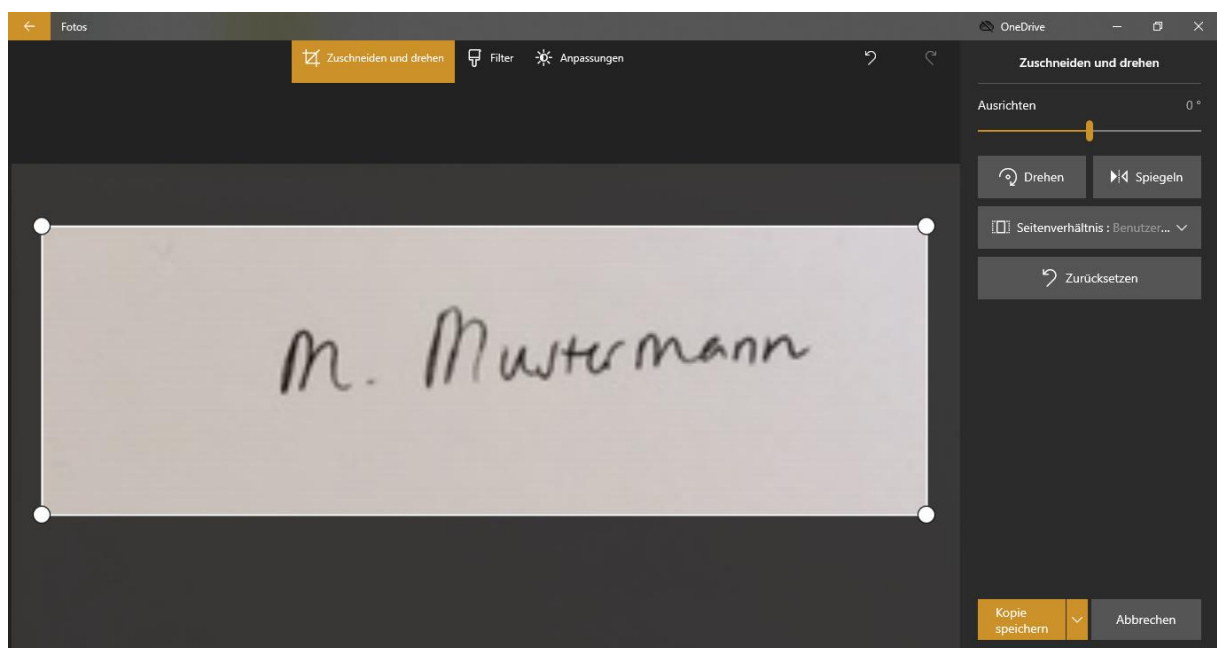 Fotos
OneDrive
Zuschneiden und drehen
Filter
Anpassungen
Zuschneiden und drehen
Ausrichten
0 °
Drehen
Spiegeln
Seitenverhältnis : Benutzer...
Zurücksetzen
M. Mustermann
Kopie
speichern
Abbrechen